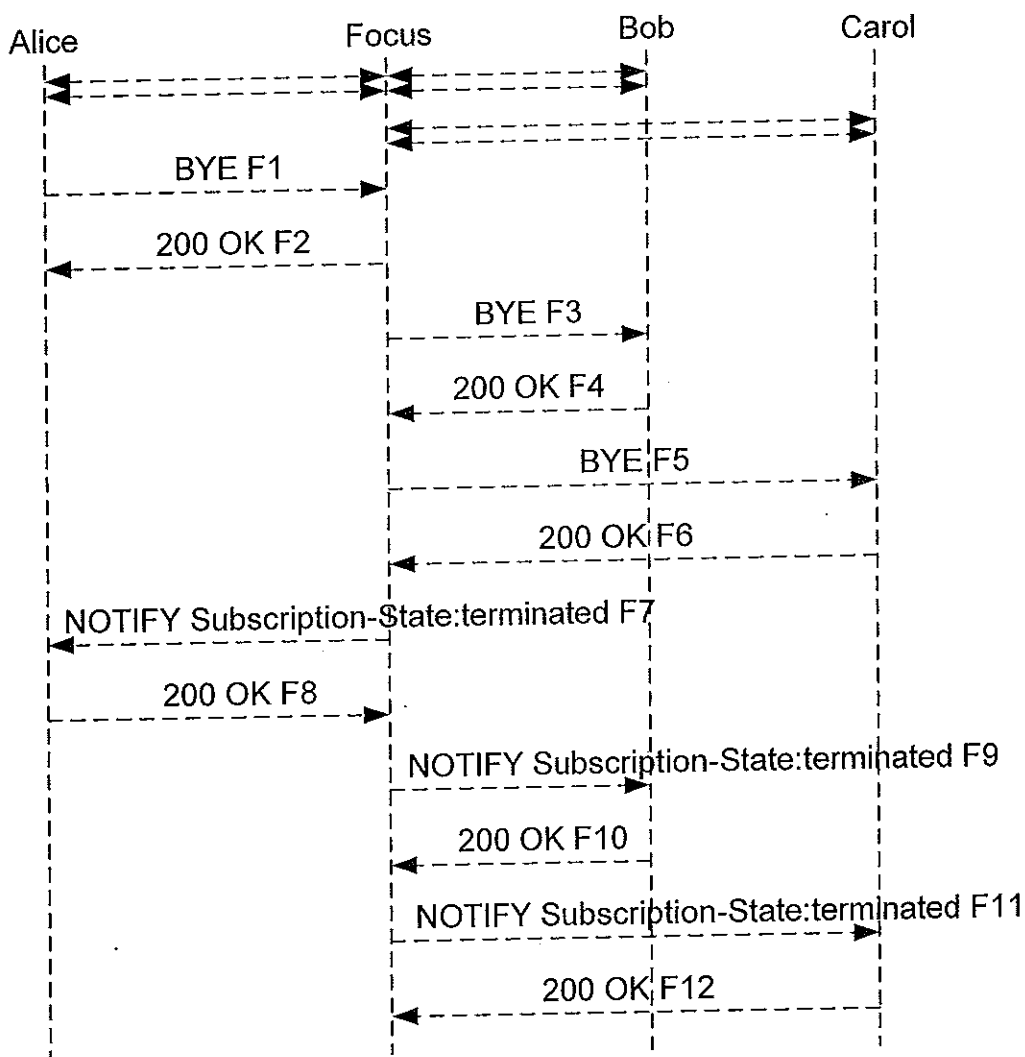 Alice Focus Bob Carol
BYE F1
200 OK F2
BYE F3
200 OK F4
BYE F5
200 OK F6
NOTIFY Subscription-State:terminated F7
200 OK F8
NOTIFY Subscription-State:terminated F9
200 OK F10
NOTIFY Subscription-State:terminated F11
200 OK F12